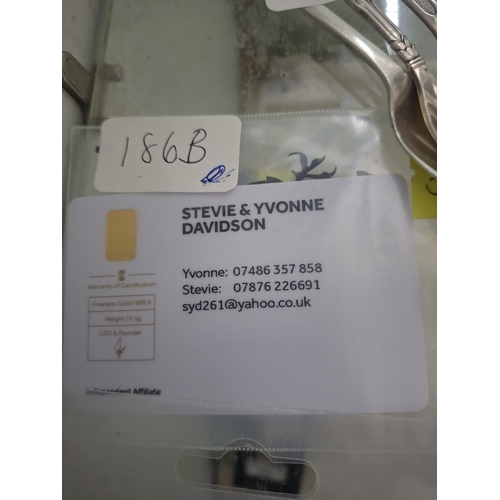 186B
STEVIE & YVONNE
DAVIDSON
Yvonne: 07486 357 858
Stevie: 07876 226691
syd261@yahoo.co.uk
Warranty of Certification
Fineness Gold | 999.9
Weight | 0.1g
CEO & Founder
Independent Affiliate